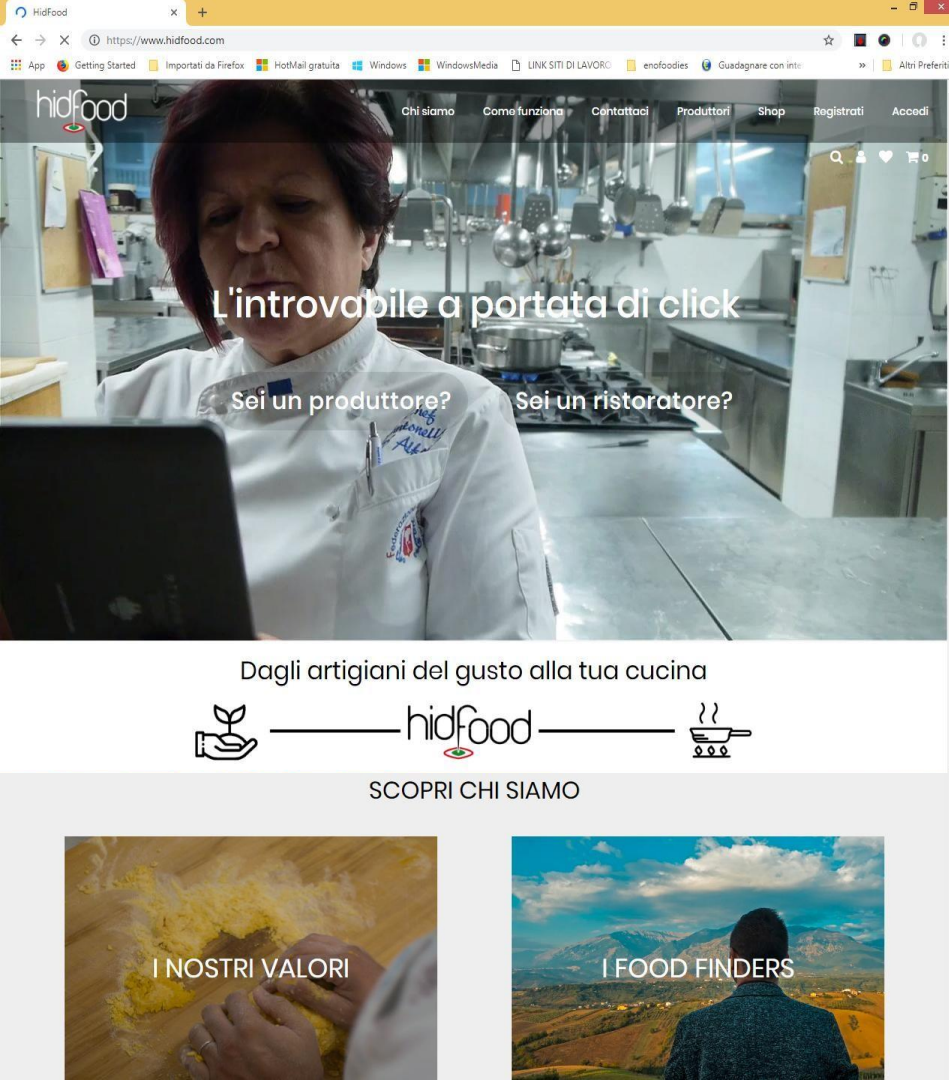 HidFood
https://www.hidfood.com
App Getting Started Importati da Firefox HotMail gratuita Windows WindowsMedia LINK SITI DI LAVORO enofoodies Guadagnare con inte » Altri Preferiti
hidfood
Chi siamo Come funziona Contattaci Produttori Shop Registrati Accedi
0
L'introvabile a portata di click
Sei un produttore? Sei un ristoratore?
Dagli artigiani del gusto alla tua cucina
hidfood
SCOPRI CHI SIAMO
I NOSTRI VALORI I FOOD FINDERS